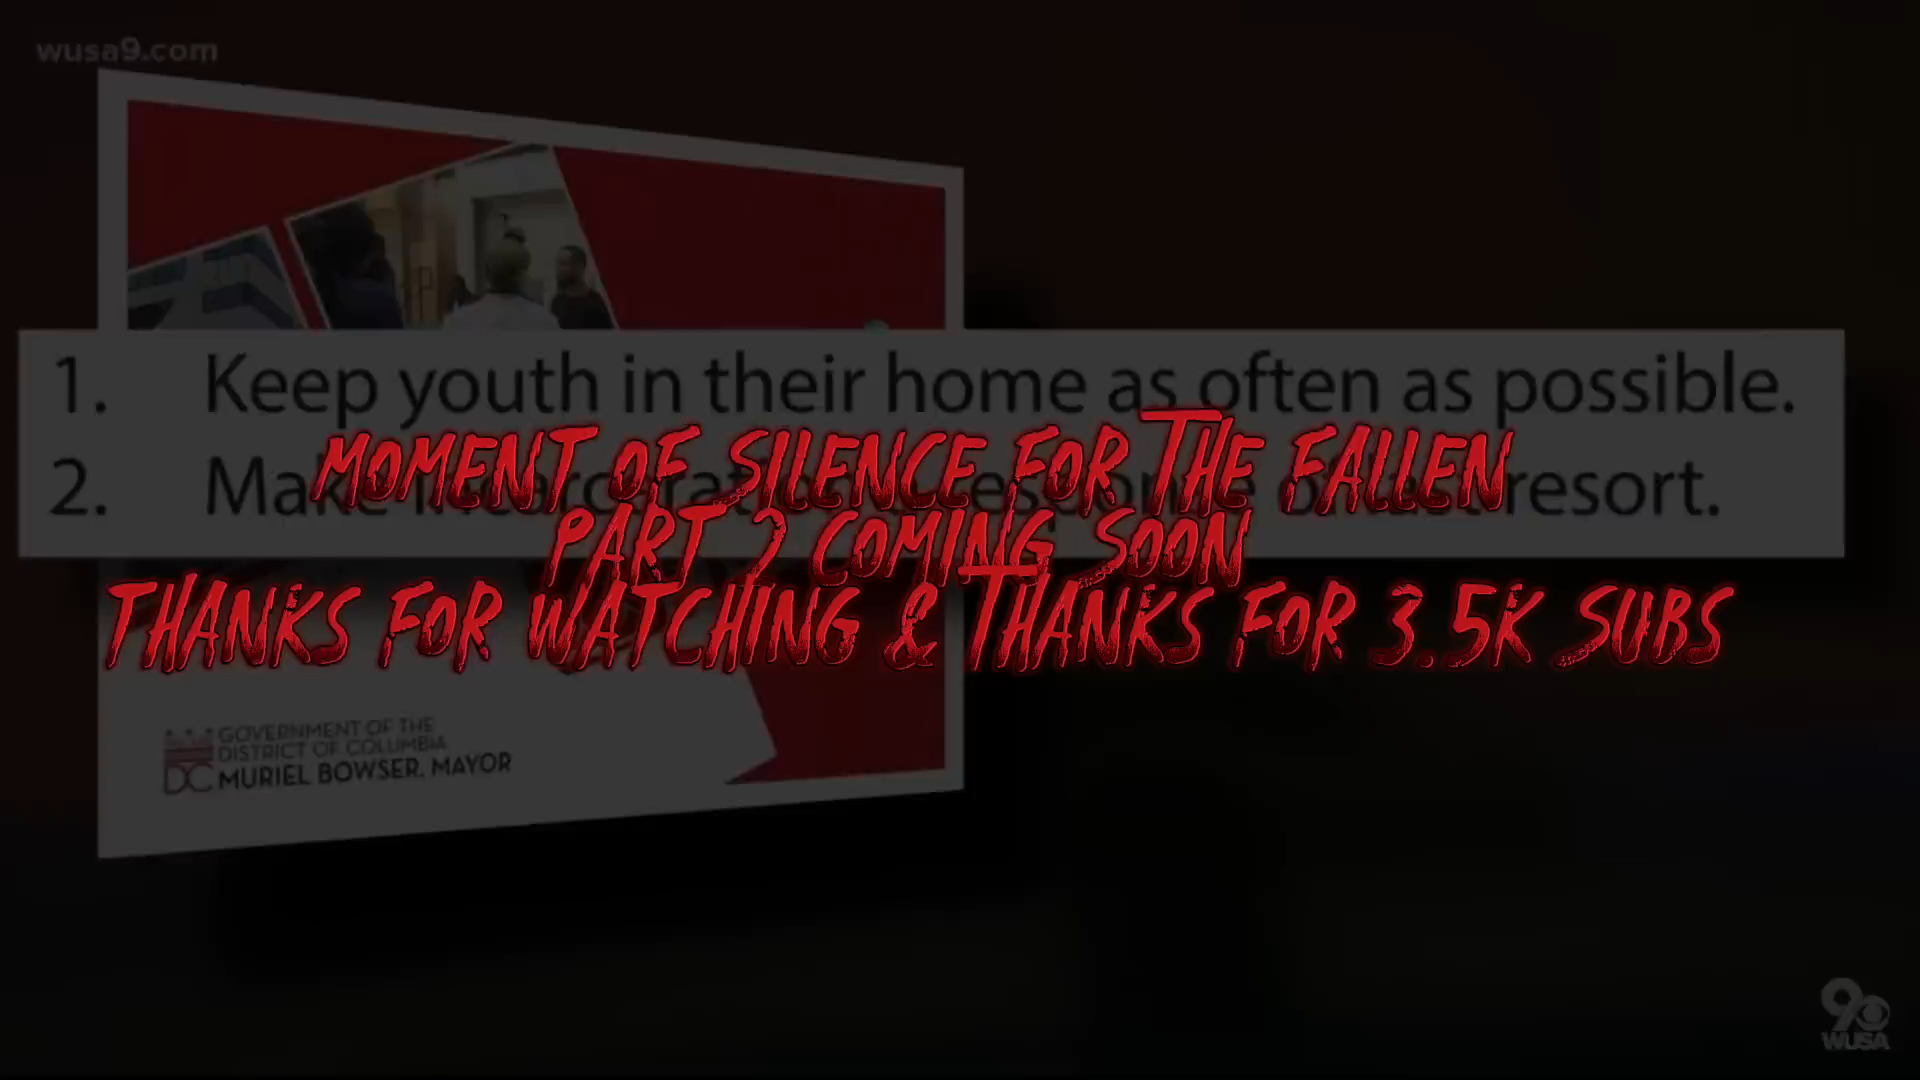 wusa9.com
1. Keep youth in their home as often as possible.
2. Make resort.
MOMENT OF SILENCE FOR THE FALLEN
PART 2 COMING SOON
THANKS FOR WATCHING & THANKS FOR 3.5K SUBS
GOVERNMENT OF THE
DISTRICT OF COLUMBIA
DC MURIEL BOWSER, MAYOR
9
WUSA